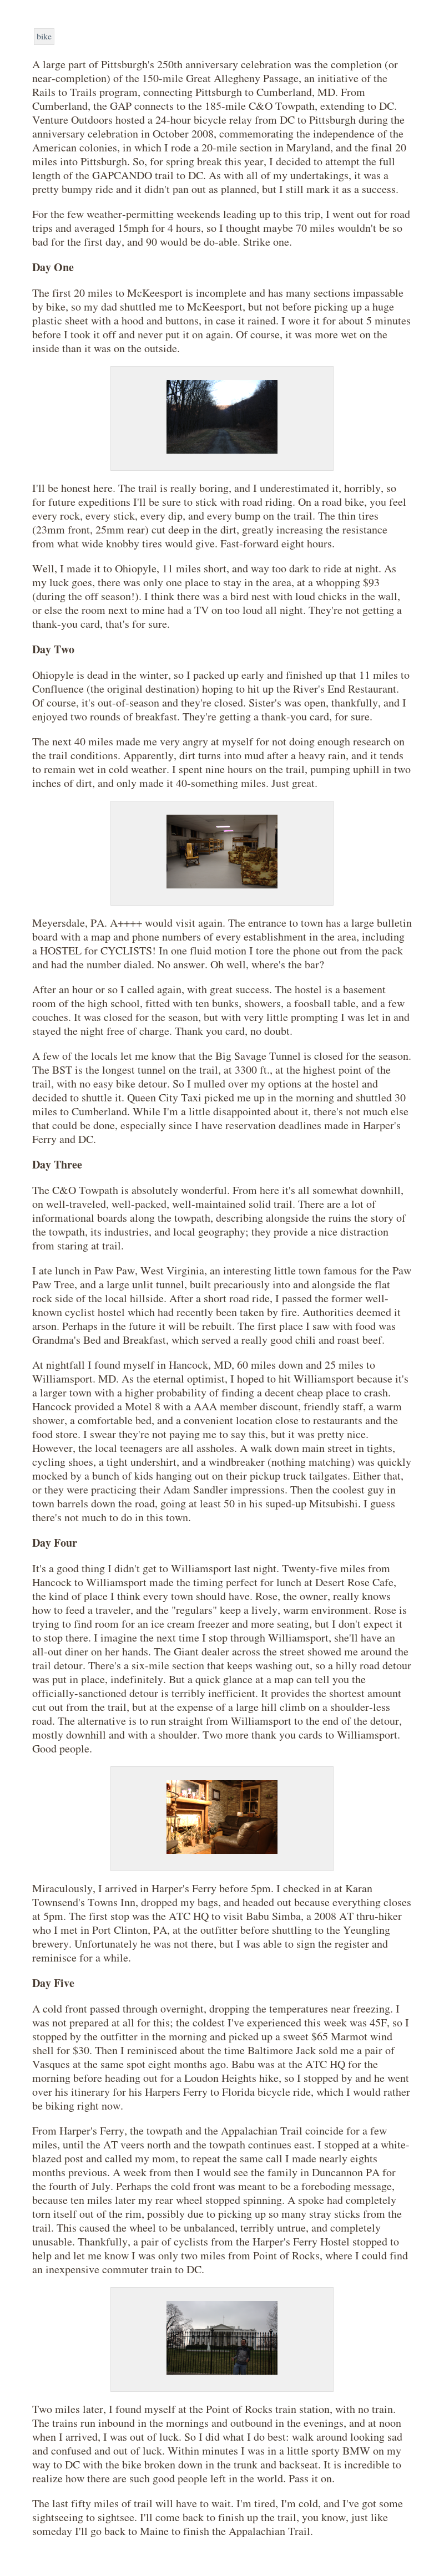 bike
A large part of Pittsburgh's 250th anniversary celebration was the completion (or
near-completion) of the 150-mile Great Allegheny Passage, an initiative of the
Rails to Trails program, connecting Pittsburgh to Cumberland, MD. From
Cumberland, the GAP connects to the 185-mile C&O Towpath, extending to DC.
Venture Outdoors hosted a 24-hour bicycle relay from DC to Pittsburgh during the
anniversary celebration in October 2008, commemorating the independence of the
American colonies, in which I rode a 20-mile section in Maryland, and the final 20
miles into Pittsburgh. So, for spring break this year, I decided to attempt the full
length of the GAPCANDO trail to DC. As with all of my undertakings, it was a
pretty bumpy ride and it didn't pan out as planned, but I still mark it as a success.
For the few weather-permitting weekends leading up to this trip, I went out for road
trips and averaged 15mph for 4 hours, so I thought maybe 70 miles wouldn't be so
bad for the first day, and 90 would be do-able. Strike one.
Day One
The first 20 miles to McKeesport is incomplete and has many sections impassable
by bike, so my dad shuttled me to McKeesport, but not before picking up a huge
plastic sheet with a hood and buttons, in case it rained. I wore it for about 5 minutes
before I took it off and never put it on again. Of course, it was more wet on the
inside than it was on the outside.
I'll be honest here. The trail is really boring, and I underestimated it, horribly, so
for future expeditions I'll be sure to stick with road riding. On a road bike, you feel
every rock, every stick, every dip, and every bump on the trail. The thin tires
(23mm front, 25mm rear) cut deep in the dirt, greatly increasing the resistance
from what wide knobby tires would give. Fast-forward eight hours.
Well, I made it to Ohiopyle, 11 miles short, and way too dark to ride at night. As
my luck goes, there was only one place to stay in the area, at a whopping $93
(during the off season!). I think there was a bird nest with loud chicks in the wall,
or else the room next to mine had a TV on too loud all night. They're not getting a
thank-you card, that's for sure.
Day Two
Ohiopyle is dead in the winter, so I packed up early and finished up that 11 miles to
Confluence (the original destination) hoping to hit up the River's End Restaurant.
Of course, it's out-of-season and they're closed. Sister's was open, thankfully, and I
enjoyed two rounds of breakfast. They're getting a thank-you card, for sure.
The next 40 miles made me very angry at myself for not doing enough research on
the trail conditions. Apparently, dirt turns into mud after a heavy rain, and it tends
to remain wet in cold weather. I spent nine hours on the trail, pumping uphill in two
inches of dirt, and only made it 40-something miles. Just great.
Meyersdale, PA. A++++ would visit again. The entrance to town has a large bulletin
board with a map and phone numbers of every establishment in the area, including
a HOSTEL for CYCLISTS! In one fluid motion I tore the phone out from the pack
and had the number dialed. No answer. Oh well, where's the bar?
After an hour or so I called again, with great success. The hostel is a basement
room of the high school, fitted with ten bunks, showers, a foosball table, and a few
couches. It was closed for the season, but with very little prompting I was let in and
stayed the night free of charge. Thank you card, no doubt.
A few of the locals let me know that the Big Savage Tunnel is closed for the season.
The BST is the longest tunnel on the trail, at 3300 ft., at the highest point of the
trail, with no easy bike detour. So I mulled over my options at the hostel and
decided to shuttle it. Queen City Taxi picked me up in the morning and shuttled 30
miles to Cumberland. While I'm a little disappointed about it, there's not much else
that could be done, especially since I have reservation deadlines made in Harper's
Ferry and DC.
Day Three
The C&O Towpath is absolutely wonderful. From here it's all somewhat downhill,
on well-traveled, well-packed, well-maintained solid trail. There are a lot of
informational boards along the towpath, describing alongside the ruins the story of
the towpath, its industries, and local geography; they provide a nice distraction
from staring at trail.
I ate lunch in Paw Paw, West Virginia, an interesting little town famous for the Paw
Paw Tree, and a large unlit tunnel, built precariously into and alongside the flat
rock side of the local hillside. After a short road ride, I passed the former well-
known cyclist hostel which had recently been taken by fire. Authorities deemed it
arson. Perhaps in the future it will be rebuilt. The first place I saw with food was
Grandma's Bed and Breakfast, which served a really good chili and roast beef.
At nightfall I found myself in Hancock, MD, 60 miles down and 25 miles to
Williamsport. MD. As the eternal optimist, I hoped to hit Williamsport because it's
a larger town with a higher probability of finding a decent cheap place to crash.
Hancock provided a Motel 8 with a AAA member discount, friendly staff, a warm
shower, a comfortable bed, and a convenient location close to restaurants and the
food store. I swear they're not paying me to say this, but it was pretty nice.
However, the local teenagers are all assholes. A walk down main street in tights,
cycling shoes, a tight undershirt, and a windbreaker (nothing matching) was quickly
mocked by a bunch of kids hanging out on their pickup truck tailgates. Either that,
or they were practicing their Adam Sandler impressions. Then the coolest guy in
town barrels down the road, going at least 50 in his suped-up Mitsubishi. I guess
there's not much to do in this town.
Day Four
It's a good thing I didn't get to Williamsport last night. Twenty-five miles from
Hancock to Williamsport made the timing perfect for lunch at Desert Rose Cafe,
the kind of place I think every town should have. Rose, the owner, really knows
how to feed a traveler, and the "regulars" keep a lively, warm environment. Rose is
trying to find room for an ice cream freezer and more seating, but I don't expect it
to stop there. I imagine the next time I stop through Williamsport, she'll have an
all-out diner on her hands. The Giant dealer across the street showed me around the
trail detour. There's a six-mile section that keeps washing out, so a hilly road detour
was put in place, indefinitely. But a quick glance at a map can tell you the
officially-sanctioned detour is terribly inefficient. It provides the shortest amount
cut out from the trail, but at the expense of a large hill climb on a shoulder-less
road. The alternative is to run straight from Williamsport to the end of the detour,
mostly downhill and with a shoulder. Two more thank you cards to Williamsport.
Good people.
Miraculously, I arrived in Harper's Ferry before 5pm. I checked in at Karan
Townsend's Towns Inn, dropped my bags, and headed out because everything closes
at 5pm. The first stop was the ATC HQ to visit Babu Simba, a 2008 AT thru-hiker
who I met in Port Clinton, PA, at the outfitter before shuttling to the Yeungling
brewery. Unfortunately he was not there, but I was able to sign the register and
reminisce for a while.
Day Five
A cold front passed through overnight, dropping the temperatures near freezing. I
was not prepared at all for this; the coldest I've experienced this week was 45F, so I
stopped by the outfitter in the morning and picked up a sweet $65 Marmot wind
shell for $30. Then I reminisced about the time Baltimore Jack sold me a pair of
Vasques at the same spot eight months ago. Babu was at the ATC HQ for the
morning before heading out for a Loudon Heights hike, so I stopped by and he went
over his itinerary for his Harpers Ferry to Florida bicycle ride, which I would rather
be biking right now.
From Harper's Ferry, the towpath and the Appalachian Trail coincide for a few
miles, until the AT veers north and the towpath continues east. I stopped at a white-
blazed post and called my mom, to repeat the same call I made nearly eights
months previous. A week from then I would see the family in Duncannon PA for
the fourth of July. Perhaps the cold front was meant to be a foreboding message,
because ten miles later my rear wheel stopped spinning. A spoke had completely
torn itself out of the rim, possibly due to picking up so many stray sticks from the
trail. This caused the wheel to be unbalanced, terribly untrue, and completely
unusable. Thankfully, a pair of cyclists from the Harper's Ferry Hostel stopped to
help and let me know I was only two miles from Point of Rocks, where I could find
an inexpensive commuter train to DC.
Two miles later, I found myself at the Point of Rocks train station, with no train.
The trains run inbound in the mornings and outbound in the evenings, and at noon
when I arrived, I was out of luck. So I did what I do best: walk around looking sad
and confused and out of luck. Within minutes I was in a little sporty BMW on my
way to DC with the bike broken down in the trunk and backseat. It is incredible to
realize how there are such good people left in the world. Pass it on.
The last fifty miles of trail will have to wait. I'm tired, I'm cold, and I've got some
sightseeing to sightsee. I'll come back to finish up the trail, you know, just like
someday I'll go back to Maine to finish the Appalachian Trail.